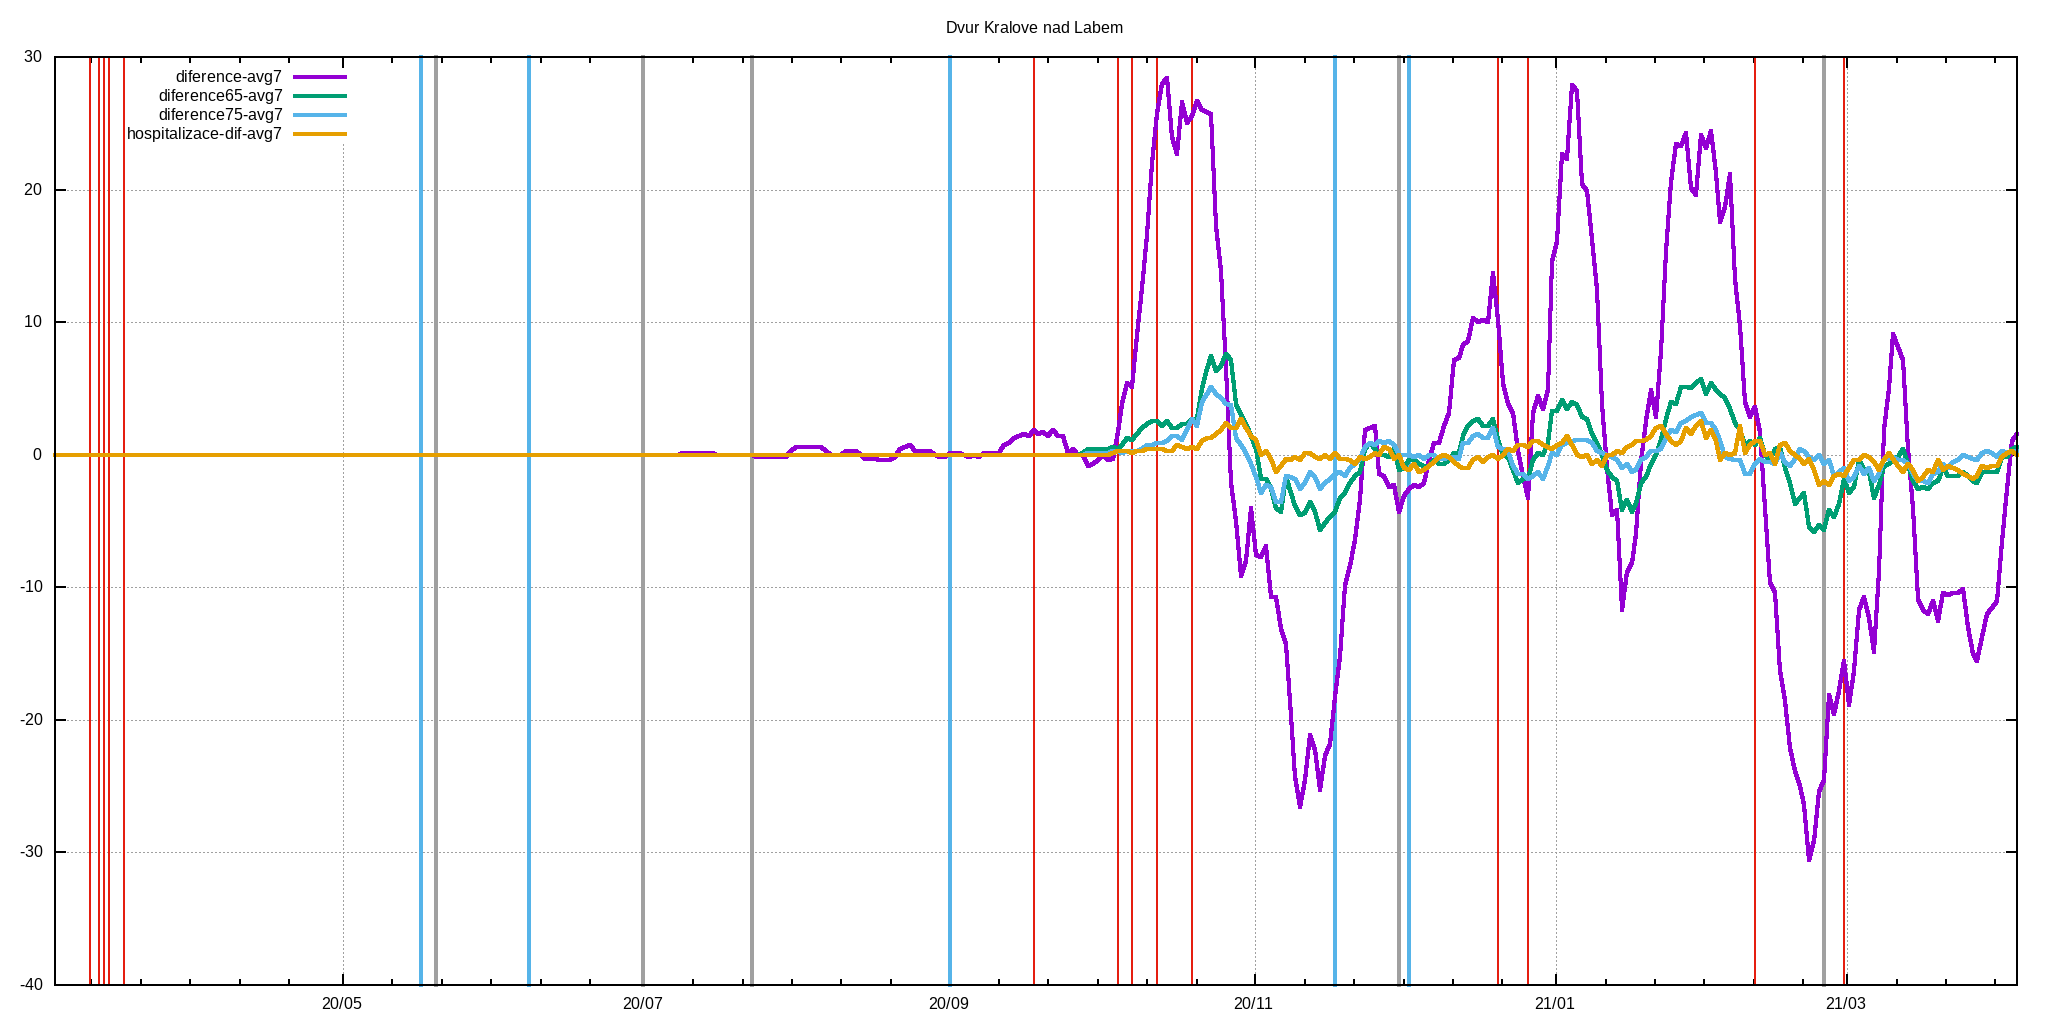 Dvur Kralove nad Labem
30
20
10
0
-10
-20
-30
-40
diference-avg7
diference65-avg7
diference75-avg7
hospitalizace-dif-avg7
20/05
20/07
20/09
20/11
21/01
21/03